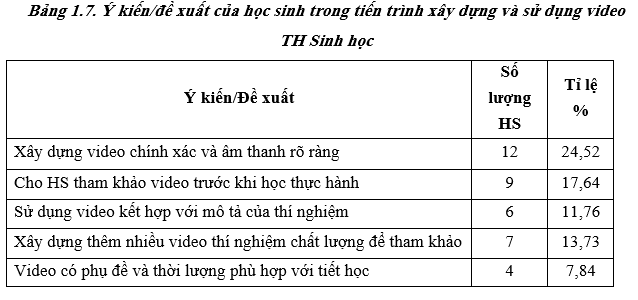 Bảng 1.7. Ý kiến/đề xuất của học sinh trong tiến trình xây dựng và sử dụng video
TH Sinh học
Ý kiến/Đề xuất
Số
lượng
HS
Tỉ lệ
%
Xây dựng video chính xác và âm thanh rõ ràng 12 24,52
Cho HS tham khảo video trước khi học thực hành 9 17,64
Sử dụng video kết hợp với mô tả của thí nghiệm 6 11,76
Xây dựng thêm nhiều video thí nghiệm chất lượng để tham khảo 7 13,73
Video có phụ đề và thời lượng phù hợp với tiết học 4 7,84